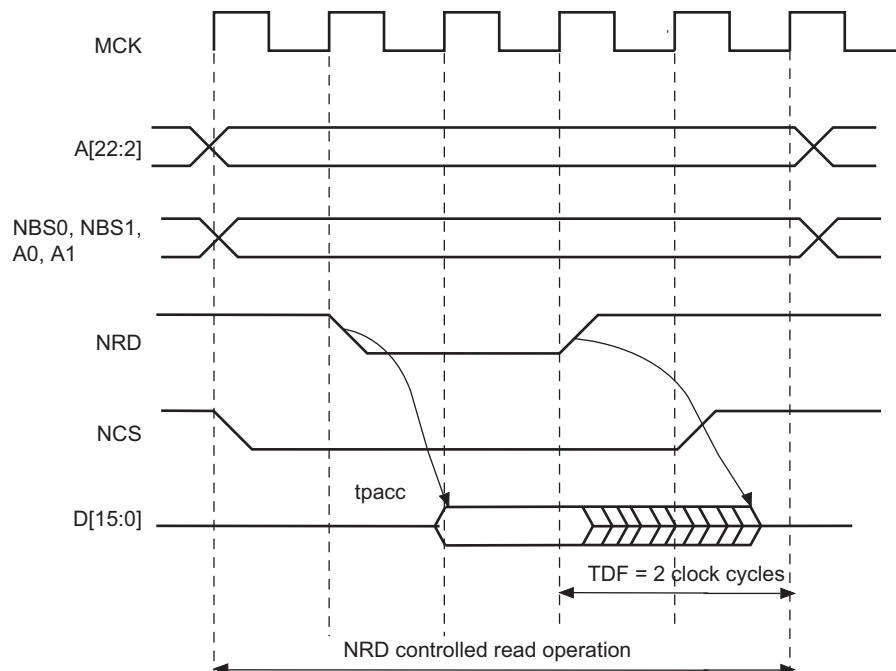 MCK
A[22:2]
NBS0, NBS1,
A0, A1
NRD
NCS
tpacc
D[15:0]
TDF = 2 clock cycles
NRD controlled read operation